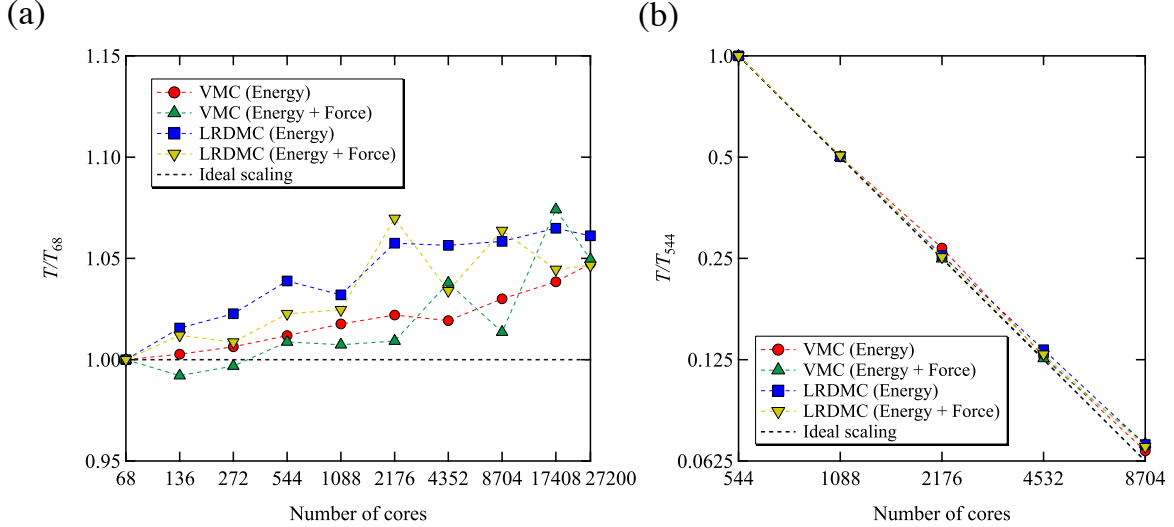 (a)
1.15
1.10
1.05
1.00
0.95
T/T68
VMC (Energy)
VMC (Energy + Force)
LRDMC (Energy)
LRDMC (Energy + Force)
Ideal scaling
68 136 272 544 1088 2176 4352 8704 17408 27200
Number of cores
(b)
1.0
0.5
0.25
0.125
0.0625
T/T544
VMC (Energy)
VMC (Energy + Force)
LRDMC (Energy)
LRDMC (Energy + Force)
Ideal scaling
544 1088 2176 4532 8704
Number of cores